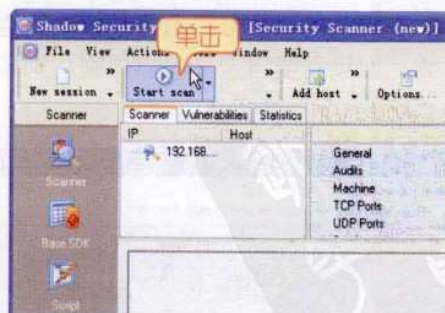 Shadow Security [Security Scanner (new)]
单击
File View Actions Window Help
New session Start scan Add host Options...
Scanner
Scanner Vulnerabilities Statistics
IP Host
192.168...
General
Audits
Machine
TCP Ports
UDP Ports
Scanner
Base SDK
Script